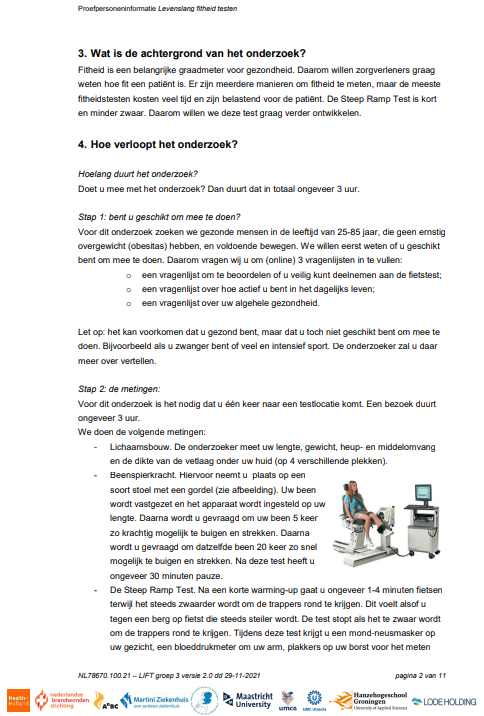 Proefpersoneninformatie Levenslang fitheid testen
3. Wat is de achtergrond van het onderzoek?
Fitheid is een belangrijke graadmeter voor gezondheid. Daarom willen zorgverleners graag
weten hoe fit een patiënt is. Er zijn meerdere manieren om fitheid te meten, maar de meeste
fitheidstesten kosten veel tijd en zijn belastend voor de patiënt. De Steep Ramp Test is kort
en minder zwaar. Daarom willen we deze test graag verder ontwikkelen.
4. Hoe verloopt het onderzoek?
Hoelang duurt het onderzoek?
Doet u mee met het onderzoek? Dan duurt dat in totaal ongeveer 3 uur.
Stap 1: bent u geschikt om mee te doen?
Voor dit onderzoek zoeken we gezonde mensen in de leeftijd van 25-85 jaar, die geen ernstig
overgewicht (obesitas) hebben, en voldoende bewegen. We willen eerst weten of u geschikt
bent om mee te doen. Daarom vragen wij u om (online) 3 vragenlijsten in te vullen:
o een vragenlijst om te beoordelen of u veilig kunt deelnemen aan de fietstest;
o een vragenlijst over hoe actief u bent in het dagelijks leven;
o een vragenlijst over uw algehele gezondheid.
Let op: het kan voorkomen dat u gezond bent, maar dat u toch niet geschikt bent om mee te
doen. Bijvoorbeeld als u zwanger bent of veel en intensief sport. De onderzoeker zal u daar
meer over vertellen.
Stap 2: de metingen:
Voor dit onderzoek is het nodig dat u één keer naar een testlocatie komt. Een bezoek duurt
ongeveer 3 uur.
We doen de volgende metingen:
- Lichaamsbouw. De onderzoeker meet uw lengte, gewicht, heup- en middelomvang
en de dikte van de vetlaag onder uw huid (op 4 verschillende plekken).
- Beenspierkracht. Hiervoor neemt u plaats op een
soort stoel met een gordel (zie afbeelding). Uw been
wordt vastgezet en het apparaat wordt ingesteld op uw
lengte. Daarna wordt u gevraagd om uw been 5 keer
zo krachtig mogelijk te buigen en strekken. Daarna
wordt u gevraagd om datzelfde been 20 keer zo snel
mogelijk te buigen en strekken. Na deze test heeft u
ongeveer 30 minuten pauze.
- De Steep Ramp Test. Na een korte warming-up gaat u ongeveer 1-4 minuten fietsen
terwijl het steeds zwaarder wordt om de trappers rond te krijgen. Dit voelt alsof u
tegen een berg op fietst die steeds steiler wordt. De test stopt als het te zwaar wordt
om de trappers rond te krijgen. Tijdens deze test krijgt u een mond-neusmasker op
uw gezicht, een bloeddrukmeter om uw arm, plakkers op uw borst voor het meten
NL78670.100.21 – LIFT groep 3 versie 2.0 dd 29-11-2021 pagina 2 van 11
Health~Holland
nederlandse
brandwonden
stichting
A²BC
Martini Ziekenhuis
een santeon ziekenhuis
Maastricht
University
umcg
UMC Utrecht
Hanzehogeschool
Groningen
University of Applied Sciences
LODE HOLDING